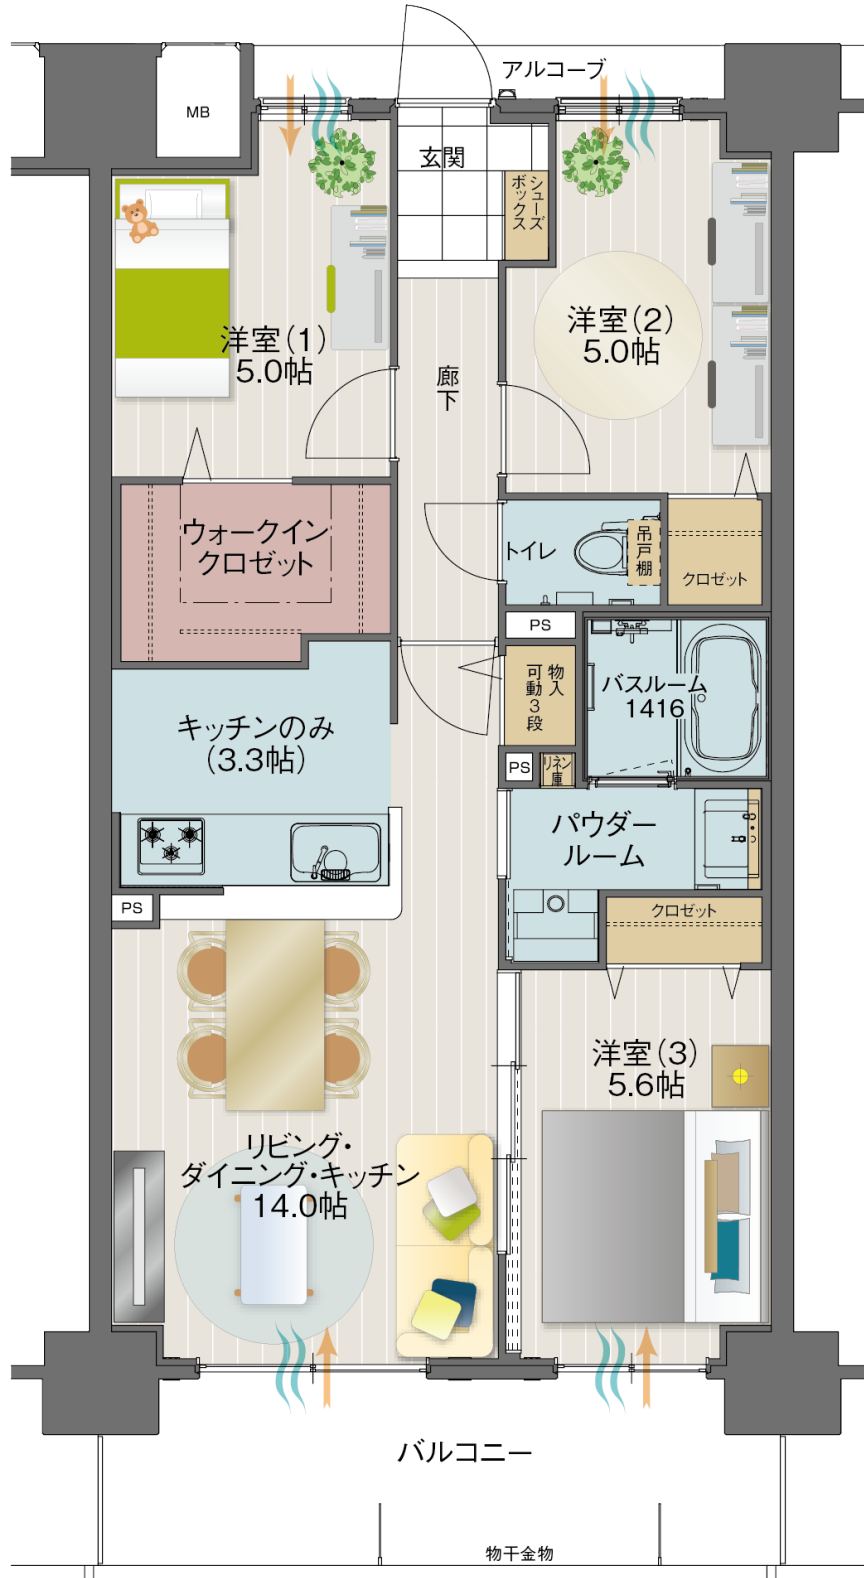 アルコーブ
MB
玄関
シューズ
ボックス
洋室(1)
5.0帖
洋室(2)
5.0帖
廊下
ウォークイン
クロゼット
トイレ
吊戸棚
クロゼット
PS
物入
可動3段
バスルーム
1416
キッチンのみ
(3.3帖)
PS
リネン
庫
パウダー
ルーム
PS
クロゼット
洋室(3)
5.6帖
リビング・
ダイニング・キッチン
14.0帖
バルコニー
物干金物